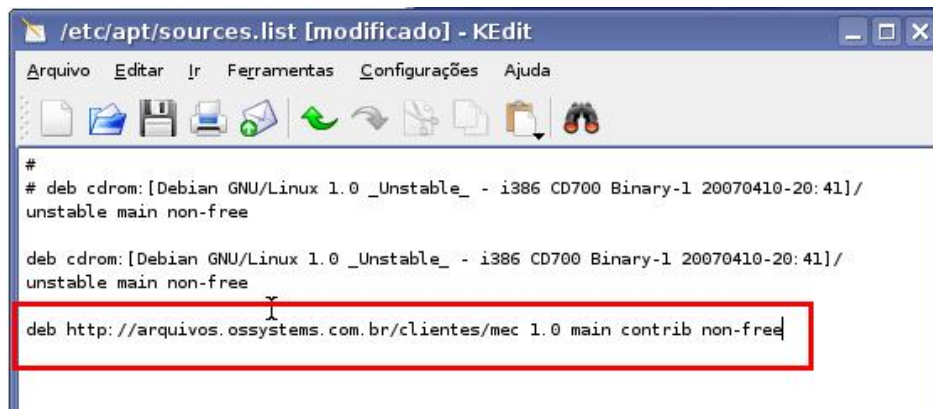 /etc/apt/sources.list [modificado] - KEdit
Arquivo Editar Ir Ferramentas Configurações Ajuda
#
# deb cdrom:[Debian GNU/Linux 1.0 _Unstable_ - i386 CD700 Binary-1 20070410-20:41]/
unstable main non-free
deb cdrom:[Debian GNU/Linux 1.0 _Unstable_ - i386 CD700 Binary-1 20070410-20:41]/
unstable main non-free
deb http://arquivos.ossystems.com.br/clientes/mec 1.0 main contrib non-free